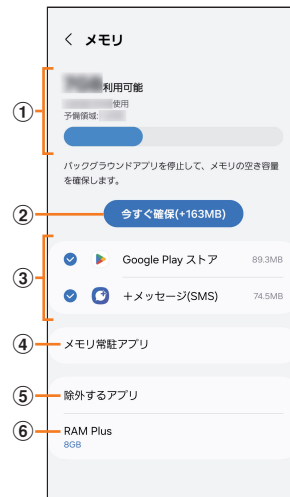 メモリ
利用可能
使用
予備領域:
①
バックグラウンドアプリを停止して、メモリの空き容量
を確保します。
② 今すぐ確保(+163MB)
③
Google Play ストア 89.3MB
＋メッセージ(SMS) 74.5MB
④ メモリ常駐アプリ
⑤ 除外するアプリ
⑥ RAM Plus
8GB